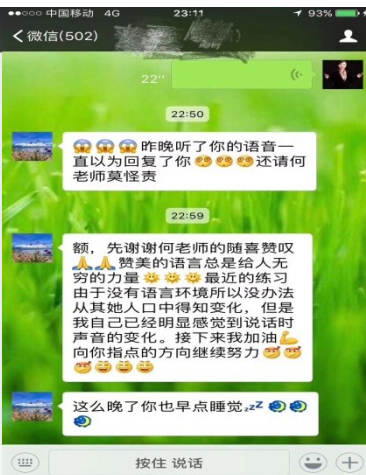 中国移动 4G 23:11 93%
微信(502)
22"
22:50
昨晚听了你的语音一
直以为回复了你 还请何
老师莫怪责
22:59
额，先谢谢何老师的随喜赞叹
赞美的语言总是给人无
穷的力量 最近的练习
由于没有语言环境所以没办法
从其她人口中得知变化，但是
我自己已经明显感觉到说话时
声音的变化。接下来我加油
向你指点的方向继续努力
这么晚了你也早点睡觉
按住 说话